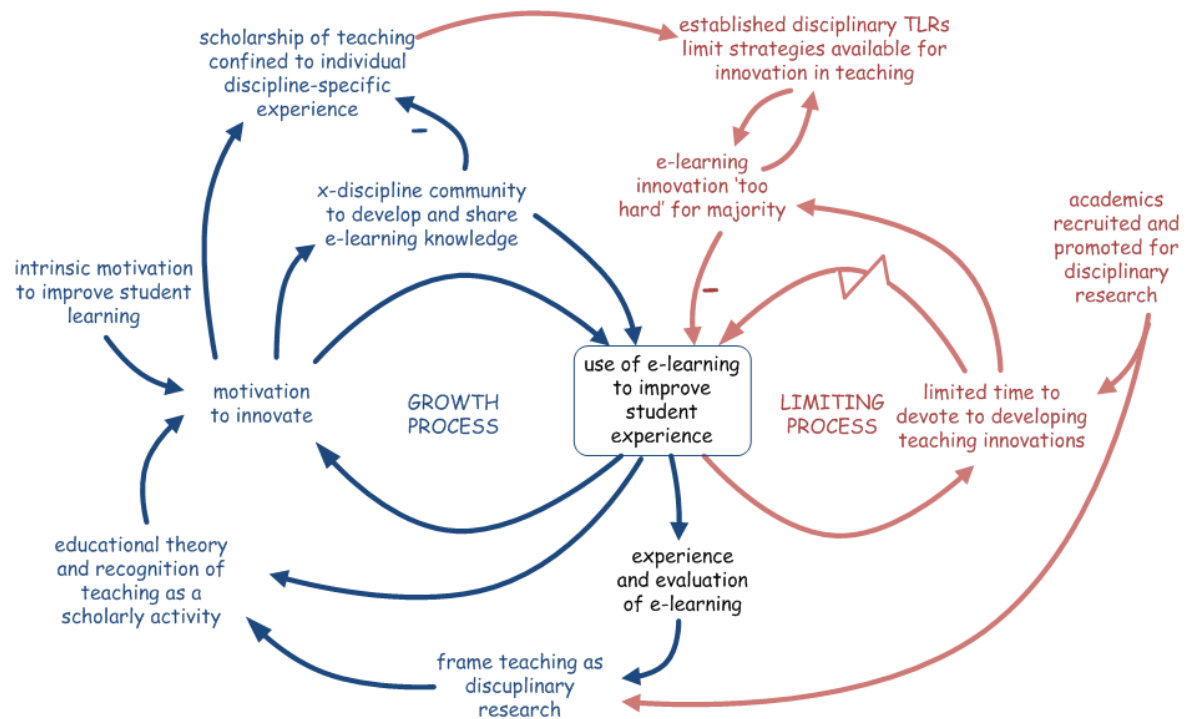 scholarship of teaching
confined to individual
discipline-specific
experience
established disciplinary TLRs
limit strategies available for
innovation in teaching
-
x-discipline community
to develop and share
e-learning knowledge
e-learning
innovation 'too
hard' for majority
academics
recruited and
promoted for
disciplinary
research
intrinsic motivation
to improve student
learning
-
motivation
to innovate
GROWTH
PROCESS
use of e-learning
to improve
student
experience
LIMITING
PROCESS
limited time to
devote to developing
teaching innovations
educational theory
and recognition of
teaching as a
scholarly activity
experience
and evaluation
of e-learning
frame teaching as
discuplinary
research